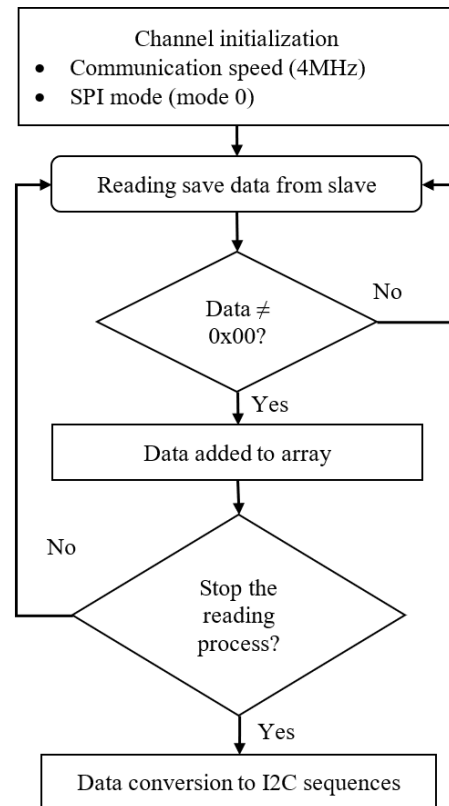 Channel initialization
• Communication speed (4MHz)
• SPI mode (mode 0)
Reading save data from slave
No
Data ≠
0x00?
Yes
Data added to array
No
Stop the
reading
process?
Yes
Data conversion to I2C sequences